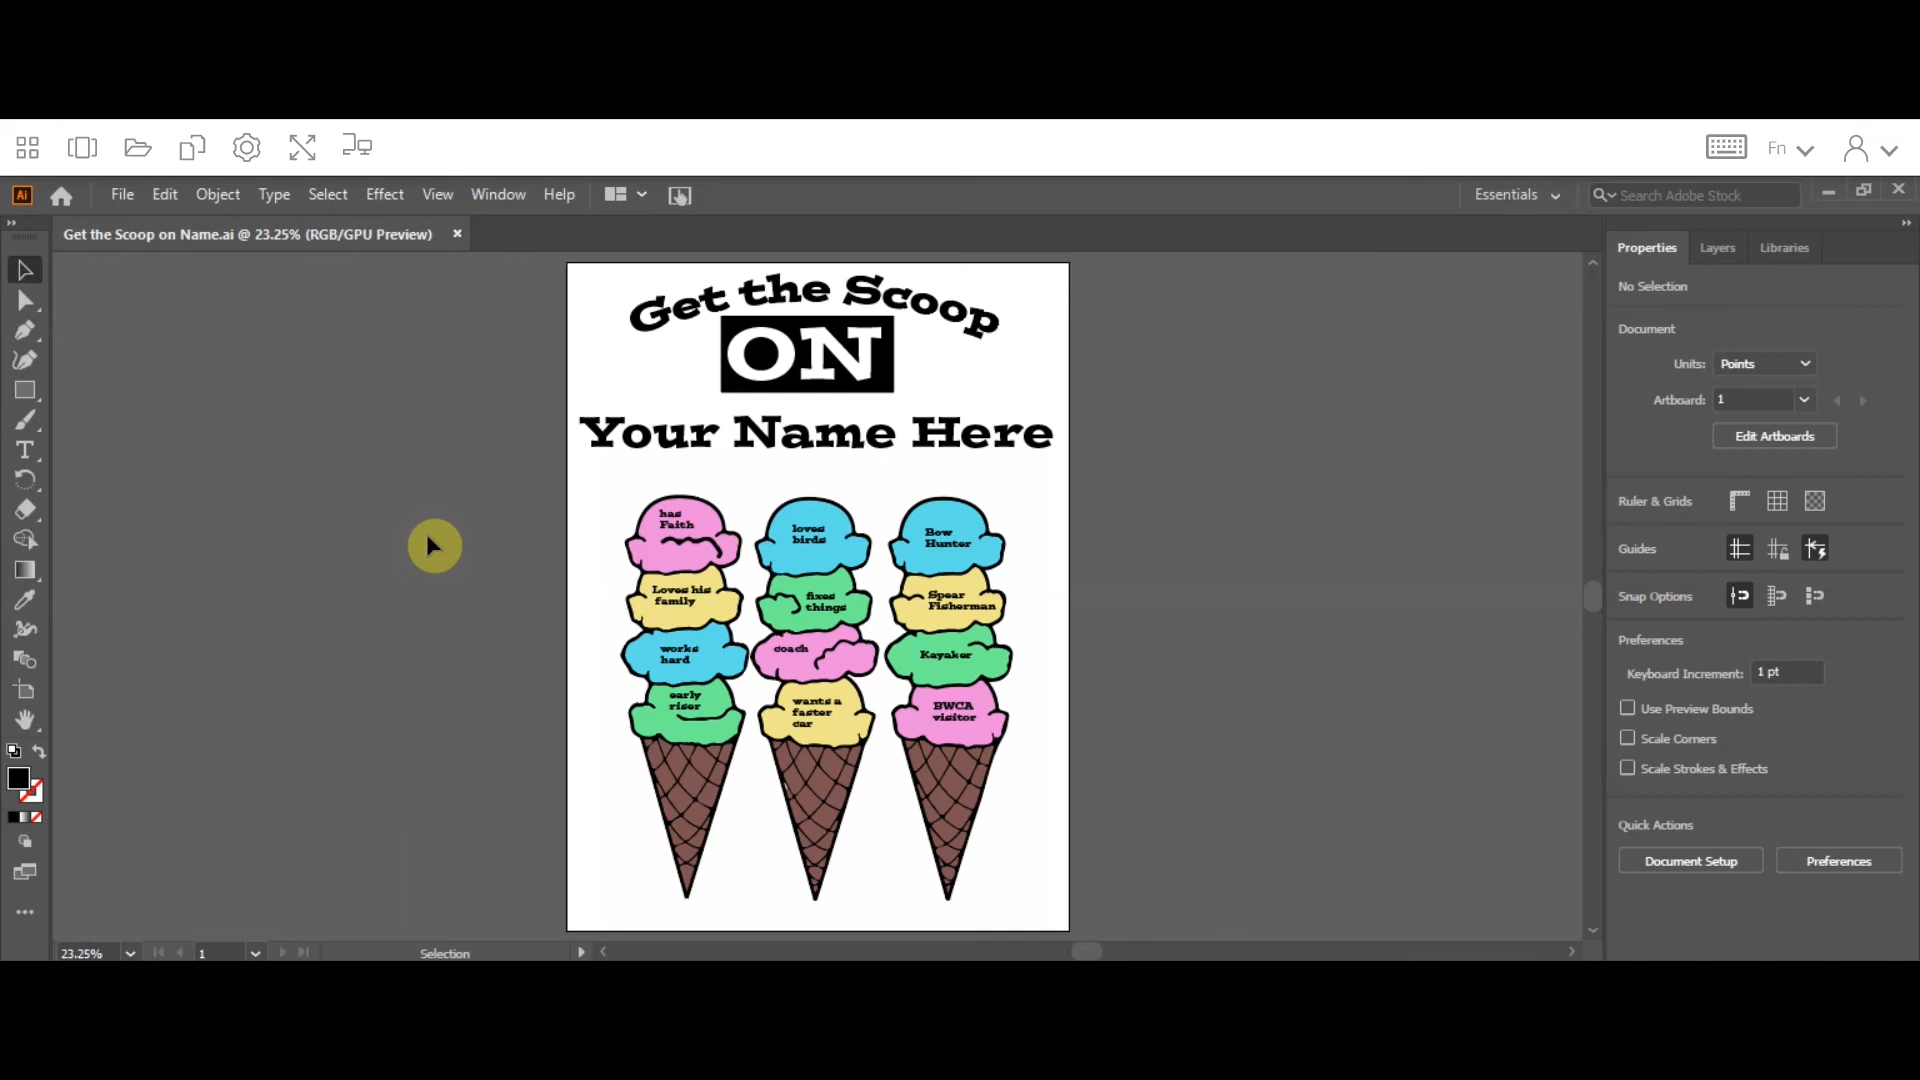 Fn
Ai File Edit Object Type Select Effect View Window Help Essentials Search Adobe Stock
Get the Scoop on Name.ai @ 23.25% (RGB/GPU Preview)
Properties Layers Libraries
No Selection
Document
Units: Points
Artboard: 1
Edit Artboards
Ruler & Grids
Guides
Snap Options
Preferences
Keyboard Increment: 1 pt
Use Preview Bounds
Scale Corners
Scale Strokes & Effects
Quick Actions
Document Setup Preferences
Get the Scoop
ON
Your Name Here
has
Faith
Loves his
family
works
hard
early
riser
loves
birds
fixes
things
coach
wants a
faster
car
Bow
Hunter
Spear
Fisherman
Kayaker
BWCA
visitor
23.25% 1 Selection